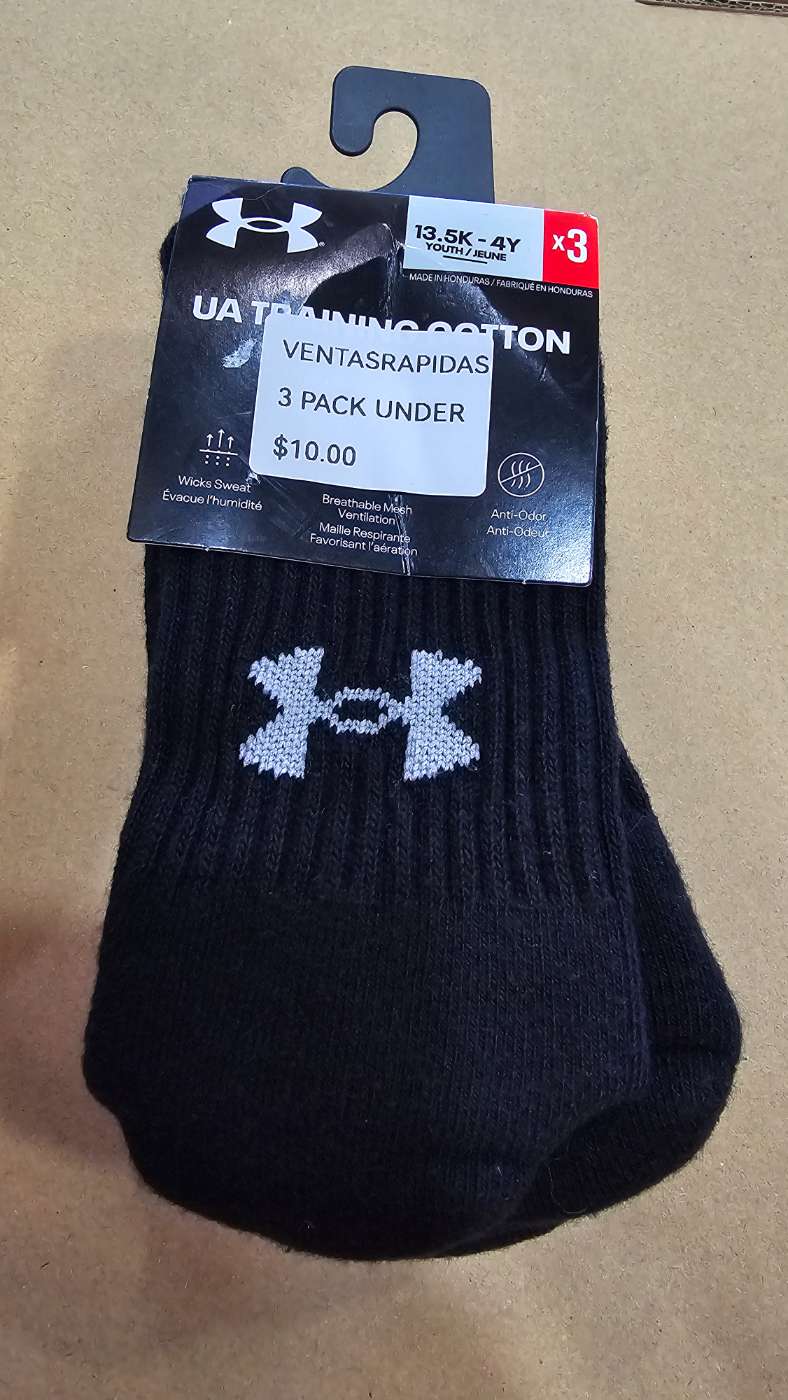 13.5K - 4Y
YOUTH / JEUNE
x3
MADE IN HONDURAS / FABRIQUÉ EN HONDURAS
UA TRAINING COTTON
VENTASRAPIDAS
3 PACK UNDER
$10.00
Wicks Sweat
Évacue l'humidité
Breathable Mesh
Ventilation
Maille Respirante
Favorisant l'aération
Anti-Odor
Anti-Odeur